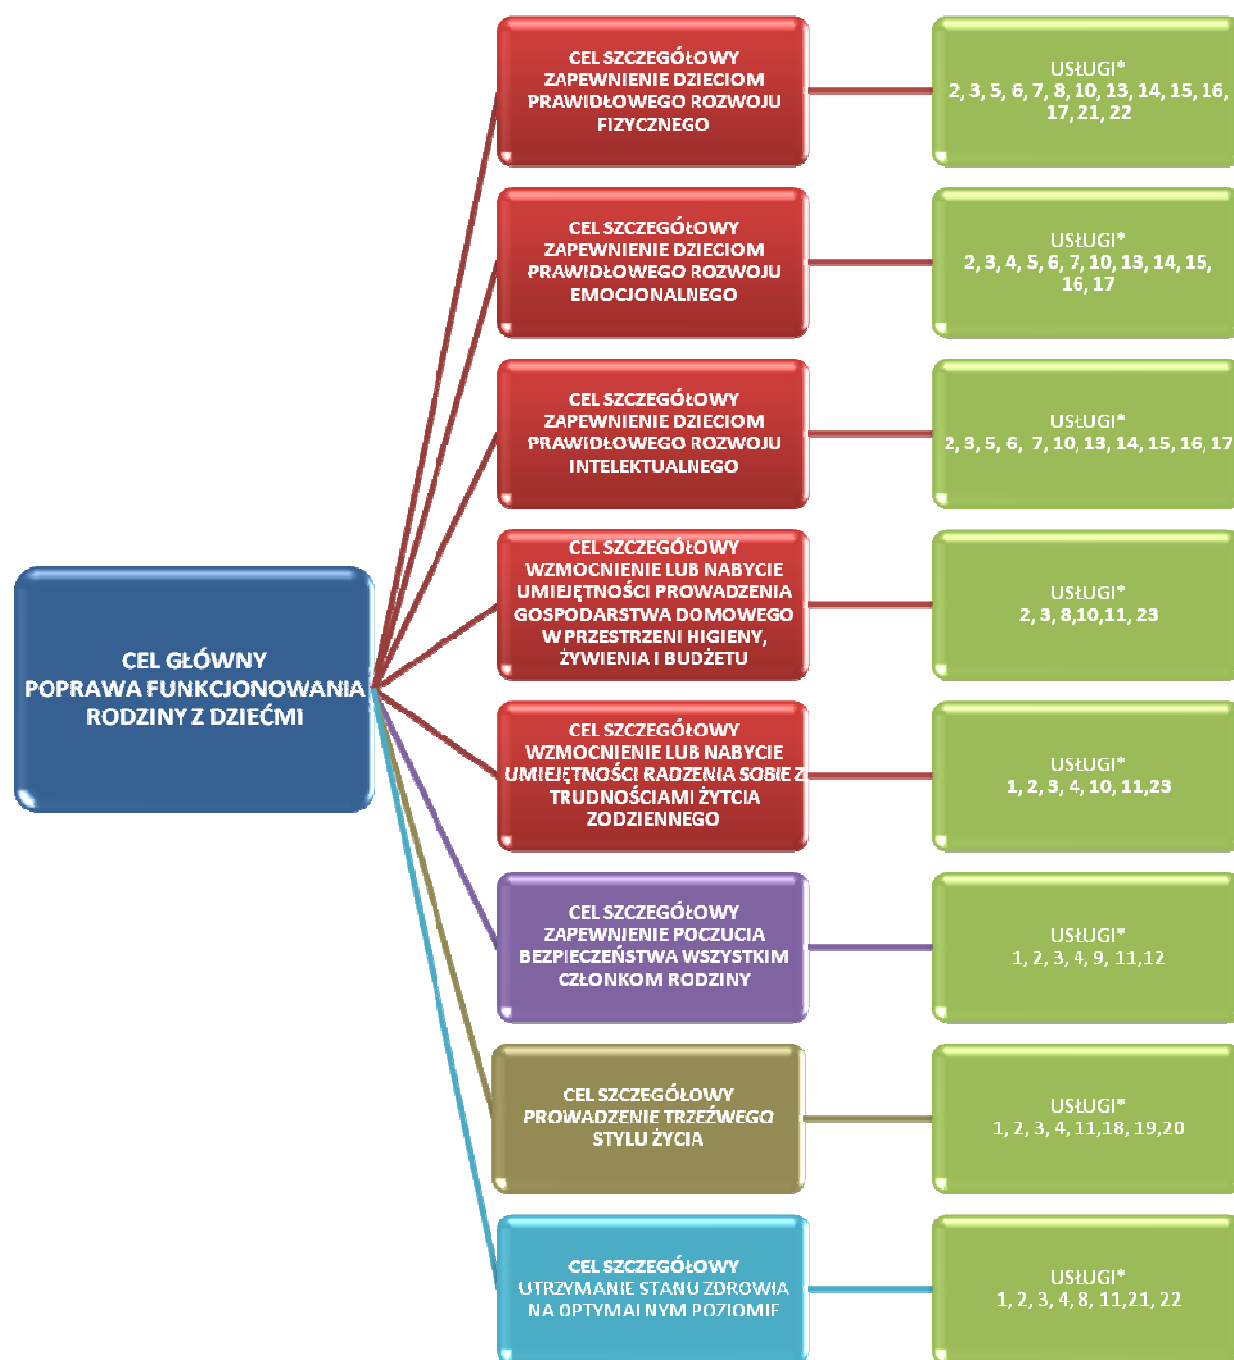 CEL GŁÓWNY
POPRAWA FUNKCJONOWANIA
RODZINY Z DZIEĆMI
CEL SZCZEGÓŁOWY
ZAPEWNIENIE DZIECIOM
PRAWIDŁOWEGO ROZWOJU
FIZYCZNEGO
USŁUGI*
2, 3, 5, 6, 7, 8, 10, 13, 14, 15, 16,
17, 21, 22
CEL SZCZEGÓŁOWY
ZAPEWNIENIE DZIECIOM
PRAWIDŁOWEGO ROZWOJU
EMOCJONALNEGO
USŁUGI*
2, 3, 4, 5, 6, 7, 10, 13, 14, 15,
16, 17
CEL SZCZEGÓŁOWY
ZAPEWNIENIE DZIECIOM
PRAWIDŁOWEGO ROZWOJU
INTELEKTUALNEGO
USŁUGI*
2, 3, 5, 6, 7, 10, 13, 14, 15, 16, 17
CEL SZCZEGÓŁOWY
WZMOCNIENIE LUB NABYCIE
UMIEJĘTNOŚCI PROWADZENIA
GOSPODARSTWA DOMOWEGO
W PRZESTRZENI HIGIENY,
ŻYWIENIA I BUDŻETU
USŁUGI*
2, 3, 8,10,11, 23
CEL SZCZEGÓŁOWY
WZMOCNIENIE LUB NABYCIE
UMIEJĘTNOŚCI RADZENIA SOBIE Z
TRUDNOŚCIAMI ŻYTCIA
ZODZIENNEGO
USŁUGI*
1, 2, 3, 4, 10, 11,23
CEL SZCZEGÓŁOWY
ZAPEWNIENIE POCZUCIA
BEZPIECZEŃSTWA WSZYSTKIM
CZŁONKOM RODZINY
USŁUGI*
1, 2, 3, 4, 9, 11,12
CEL SZCZEGÓŁOWY
PROWADZENIE TRZEŹWEGO
STYLU ŻYCIA
USŁUGI*
1, 2, 3, 4, 11,18, 19,20
CEL SZCZEGÓŁOWY
UTRZYMANIE STANU ZDROWIA
NA OPTYMALNYM POZIOMIE
USŁUGI*
1, 2, 3, 4, 8, 11,21, 22